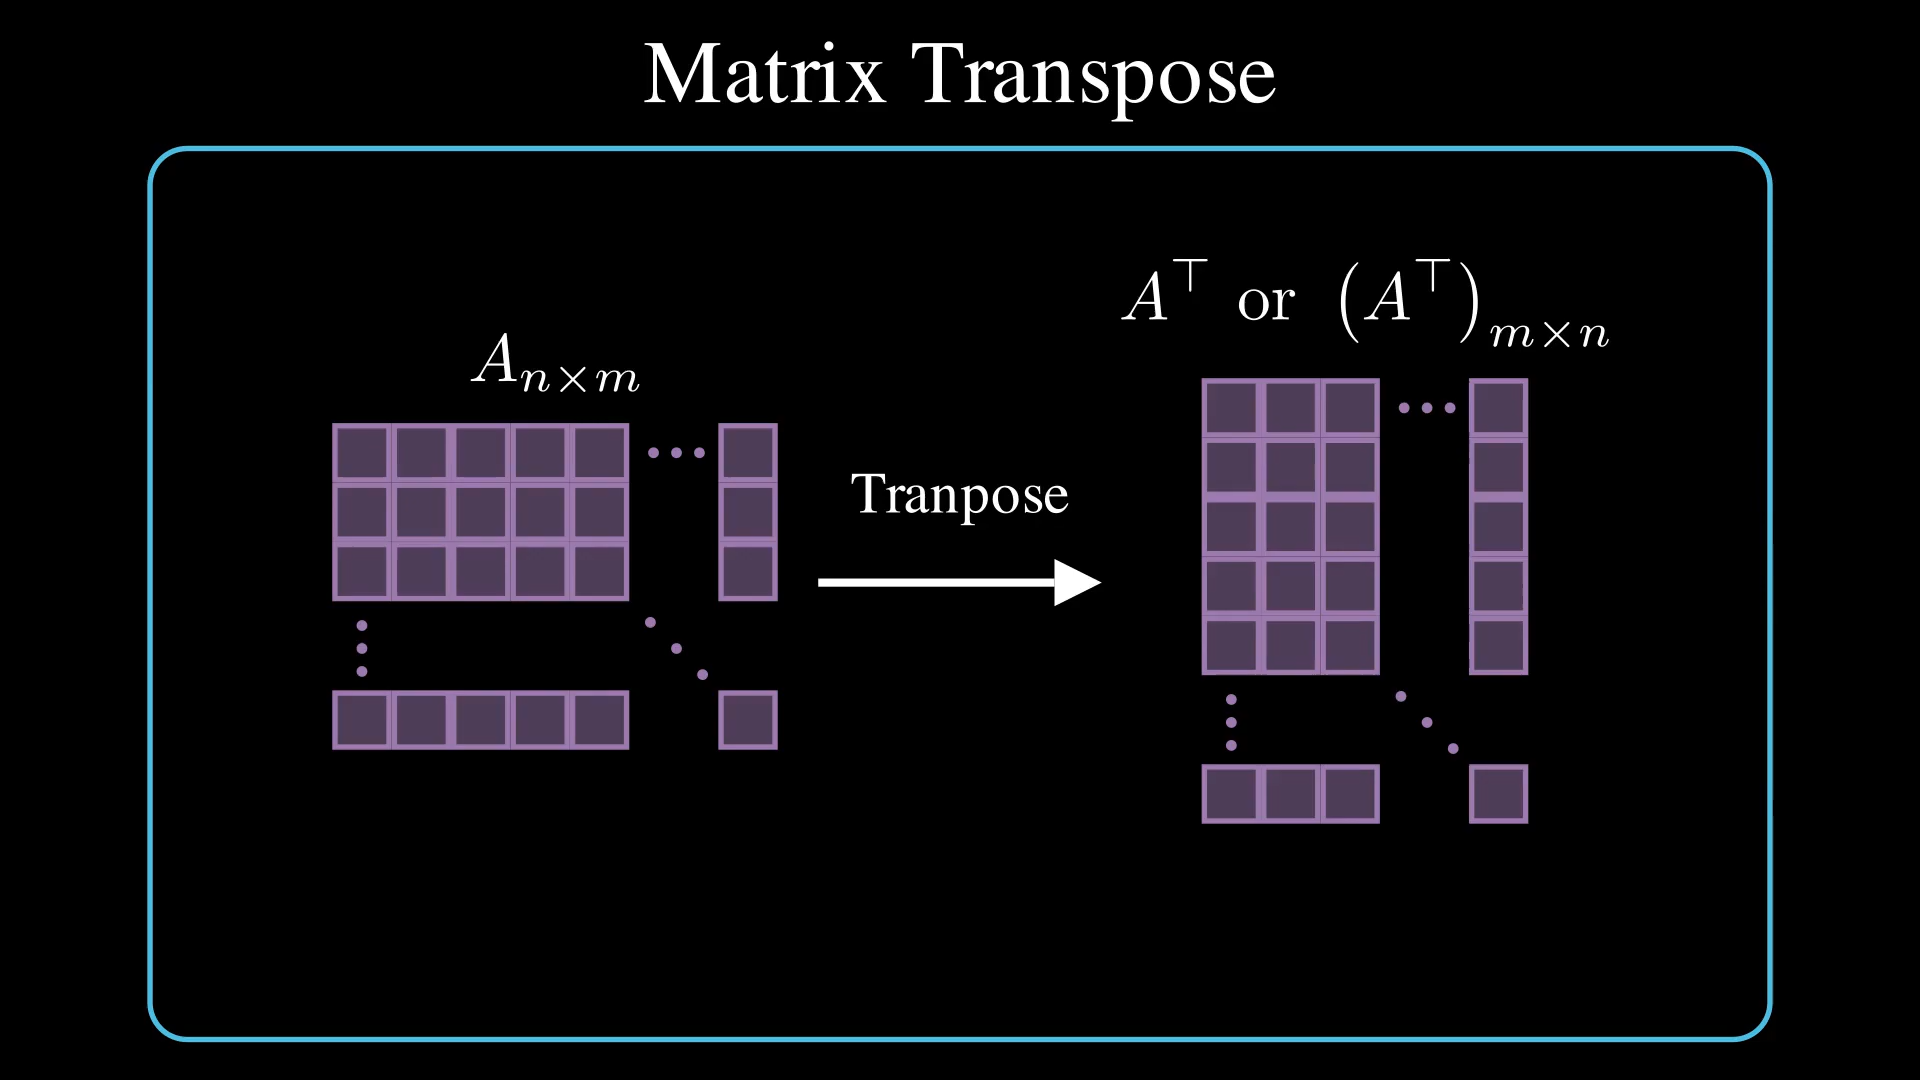 Matrix Transpose
A_{n×m}
Tranpose
A^⊤ or (A^⊤)_{m×n}